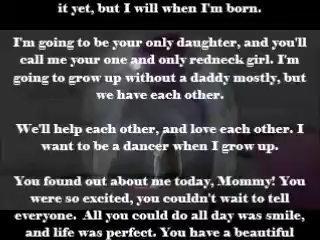 it yet, but I will when I'm born.
I'm going to be your only daughter, and you'll
call me your one and only redneck girl. I'm
going to grow up without a daddy mostly, but
we have each other.
We'll help each other, and love each other. I
want to be a dancer when I grow up.
You found out about me today, Mommy! You
were so excited, you couldn't wait to tell
everyone.  All you could do all day was smile,
and life was perfect. You have a beautiful